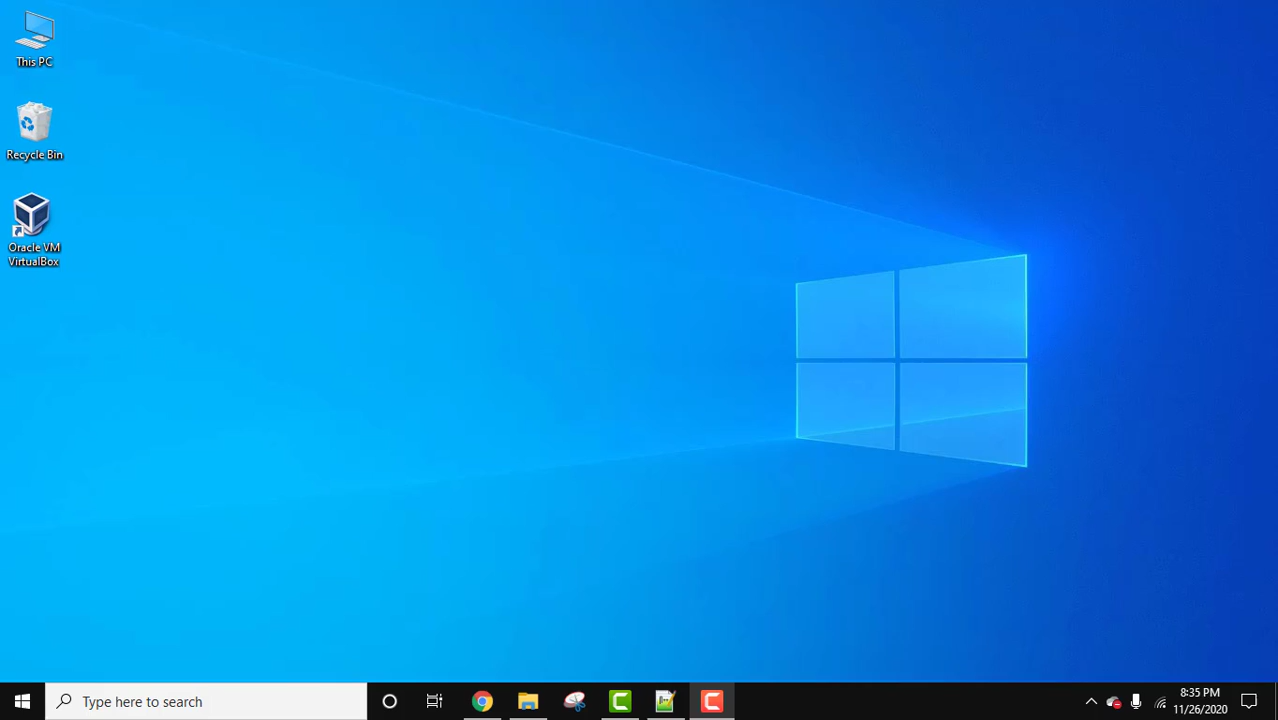 This PC
Recycle Bin
Oracle VM
VirtualBox
Type here to search
8:35 PM
11/26/2020